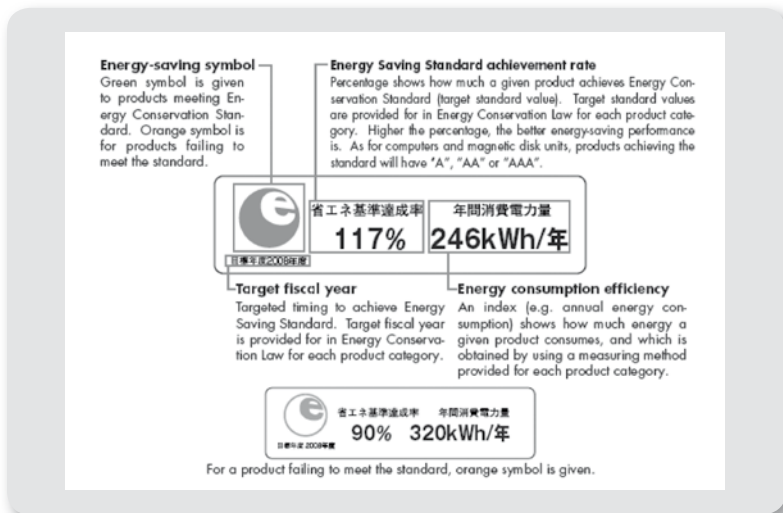 Energy-saving symbol
Green symbol is given
to products meeting En-
ergy Conservation Stan-
dard. Orange symbol is
for products failing to
meet the standard.
Energy Saving Standard achievement rate
Percentage shows how much a given product achieves Energy Con-
servation Standard (target standard value). Target standard values
are provided for in Energy Conservation Law for each product cate-
gory. Higher the percentage, the better energy-saving performance
is. As for computers and magnetic disk units, products achieving the
standard will have "A", "AA" or "AAA".
e
省エネ基準達成率
117%
年間消費電力量
246kWh/年
目標年度2008年度
Target fiscal year
Targeted timing to achieve Energy
Saving Standard. Target fiscal year
is provided for in Energy Conserva-
tion Law for each product category.
Energy consumption efficiency
An index (e.g. annual energy con-
sumption) shows how much energy a
given product consumes, and which is
obtained by using a measuring method
provided for each product category.
e
省エネ基準達成率 年間消費電力量
90% 320kWh/年
目標年度 2008年度
For a product failing to meet the standard, orange symbol is given.